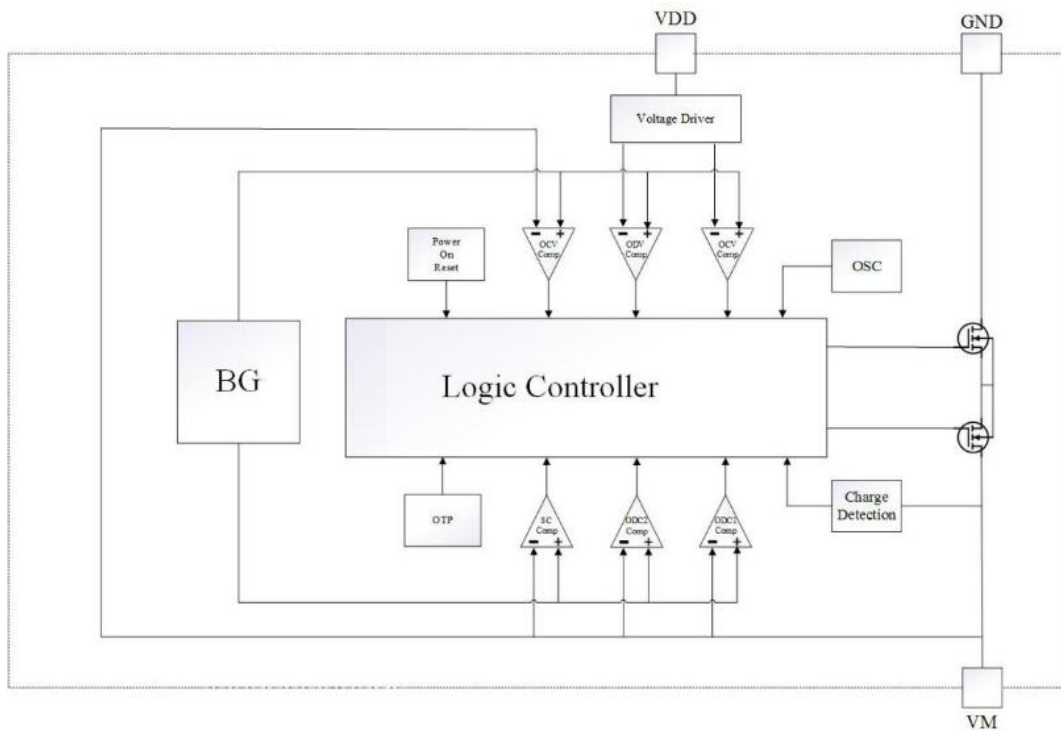 VDD
GND
Voltage Driver
- +
- +
- +
OCV
Comp
ODV
Comp
OCV
Comp
Power
On
Reset
OSC
BG
Logic Controller
OTP
SC
Comp
ODC2
Comp
ODC1
Comp
- +
- +
- +
Charge
Detection
VM